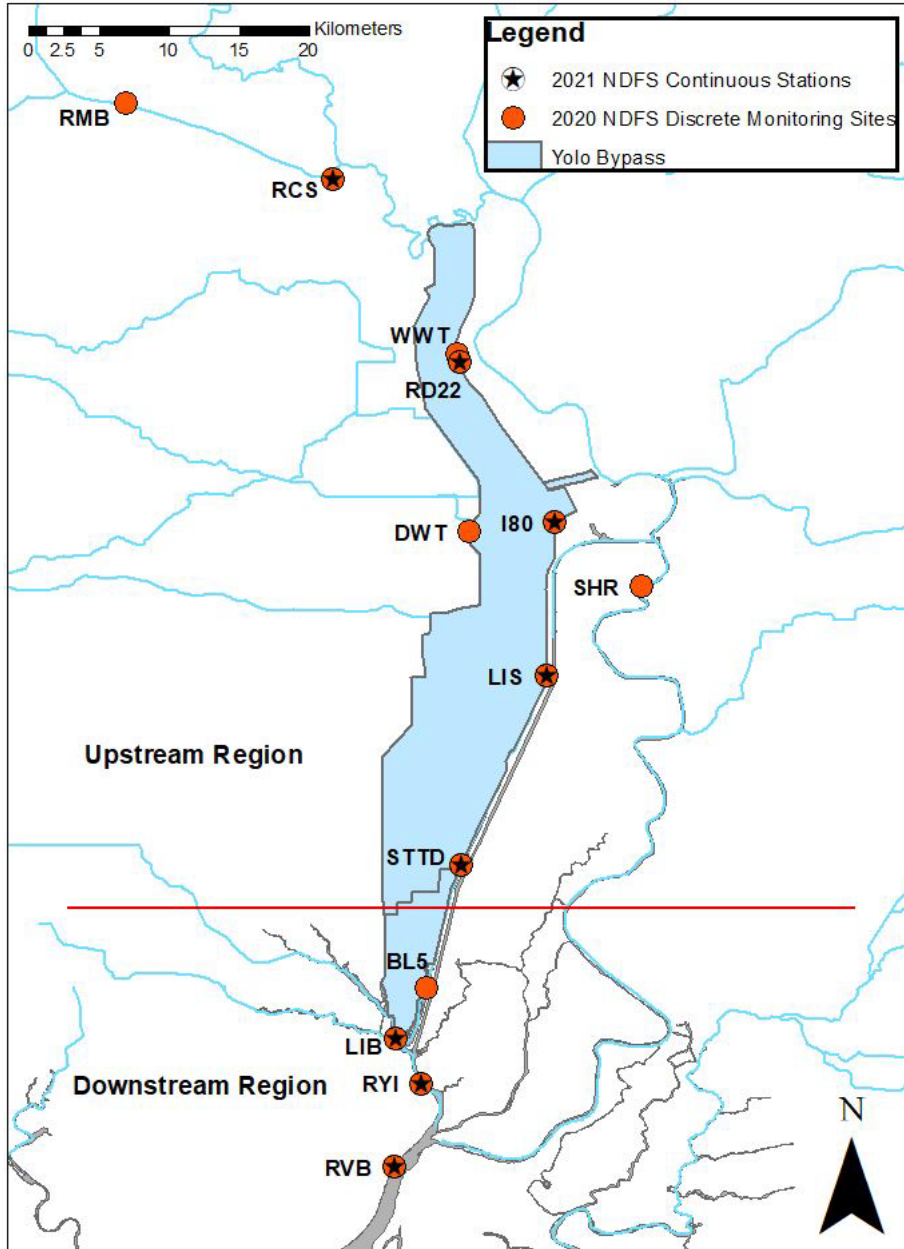 Kilometers
0 2.5 5 10 15 20
Legend
2021 NDFS Continuous Stations
2020 NDFS Discrete Monitoring Sites
Yolo Bypass
RMB
RCS
WWT
RD22
I80
DWT
SHR
LIS
Upstream Region
STTD
BL5
LIB
Downstream Region
RYI
RVB
N